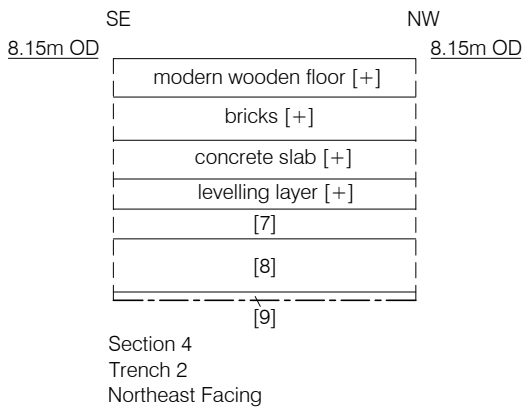 SE NW
8.15m OD 8.15m OD
modern wooden floor [+]
bricks [+]
concrete slab [+]
levelling layer [+]
[7]
[8]
[9]
Section 4
Trench 2
Northeast Facing